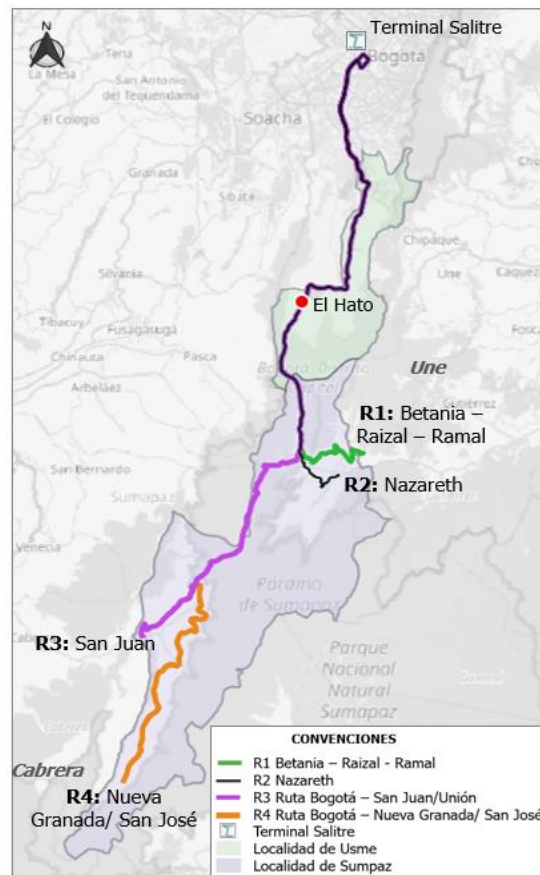 N
Terminal Salitre
Bogotá
Tena
La Mesa
San Antonio
del Tequendama
Soacha
El Colegio
Sibaté
Granada
Chipaque
Une
Silvania
El Hato
Tibacuy
Fusagasugá
Pasca
Chinauta
Arbeláez
Une
Gutiérrez
R1: Betania –
Raizal – Ramal
San Bernardo
R2: Nazareth
Sumapaz
Venecia
Páramo
de Sumapaz
R3: San Juan
Parque
Nacional
Natural
Sumapaz
Cabrera
Cabrera
R4: Nueva
Granada/ San José
CONVENCIONES
R1 Betania – Raizal - Ramal
R2 Nazareth
R3 Ruta Bogotá – San Juan/Unión
R4 Ruta Bogotá – Nueva Granada/ San José
Terminal Salitre
Localidad de Usme
Localidad de Sumpaz